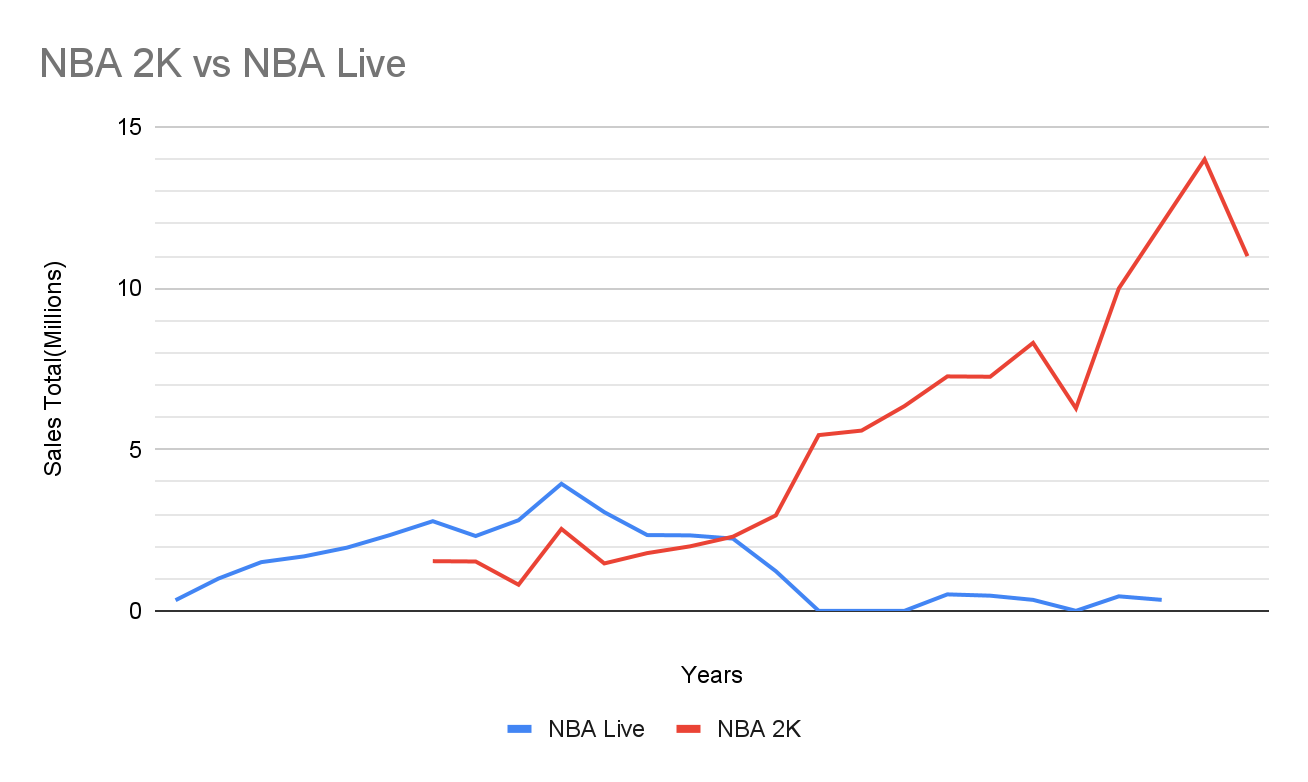 NBA 2K vs NBA Live
15
10
5
0
Sales Total(Millions)
Years
NBA Live
NBA 2K